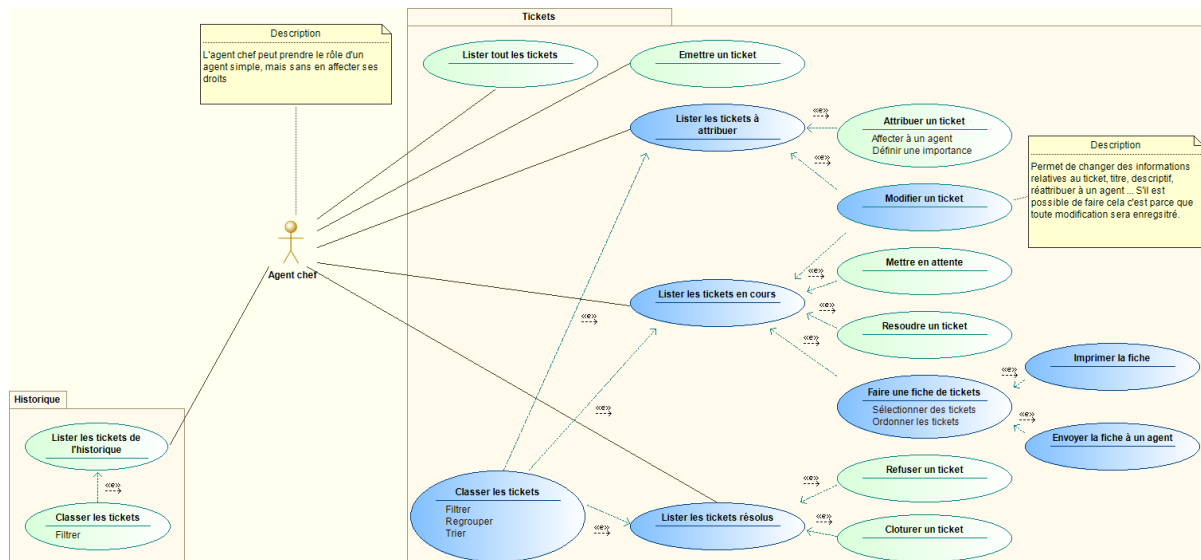 Tickets
Description
L'agent chef peut prendre le rôle d'un
agent simple, mais sans en affecter ses
droits
Lister tout les tickets
Emettre un ticket
Lister les tickets à
attribuer
«e»
Attribuer un ticket
Affecter à un agent
Définir une importance
«e»
Description
Permet de changer des informations
relatives au ticket, titre, descriptif,
réattribuer à un agent ... S'il est
possible de faire cela c'est parce que
toute modification sera enregsitré.
Modifier un ticket
Agent chef
«e»
Mettre en attente
«e»
Lister les tickets en cours
«e»
«e»
Resoudre un ticket
«e»
Imprimer la fiche
«e»
Faire une fiche de tickets
Sélectionner des tickets
Ordonner les tickets
«e»
«e»
Envoyer la fiche à un agent
Historique
Lister les tickets de
l'historique
«e»
Classer les tickets
Filtrer
Classer les tickets
Filtrer
Regrouper
Trier
«e»
Lister les tickets résolus
«e»
Refuser un ticket
«e»
Cloturer un ticket